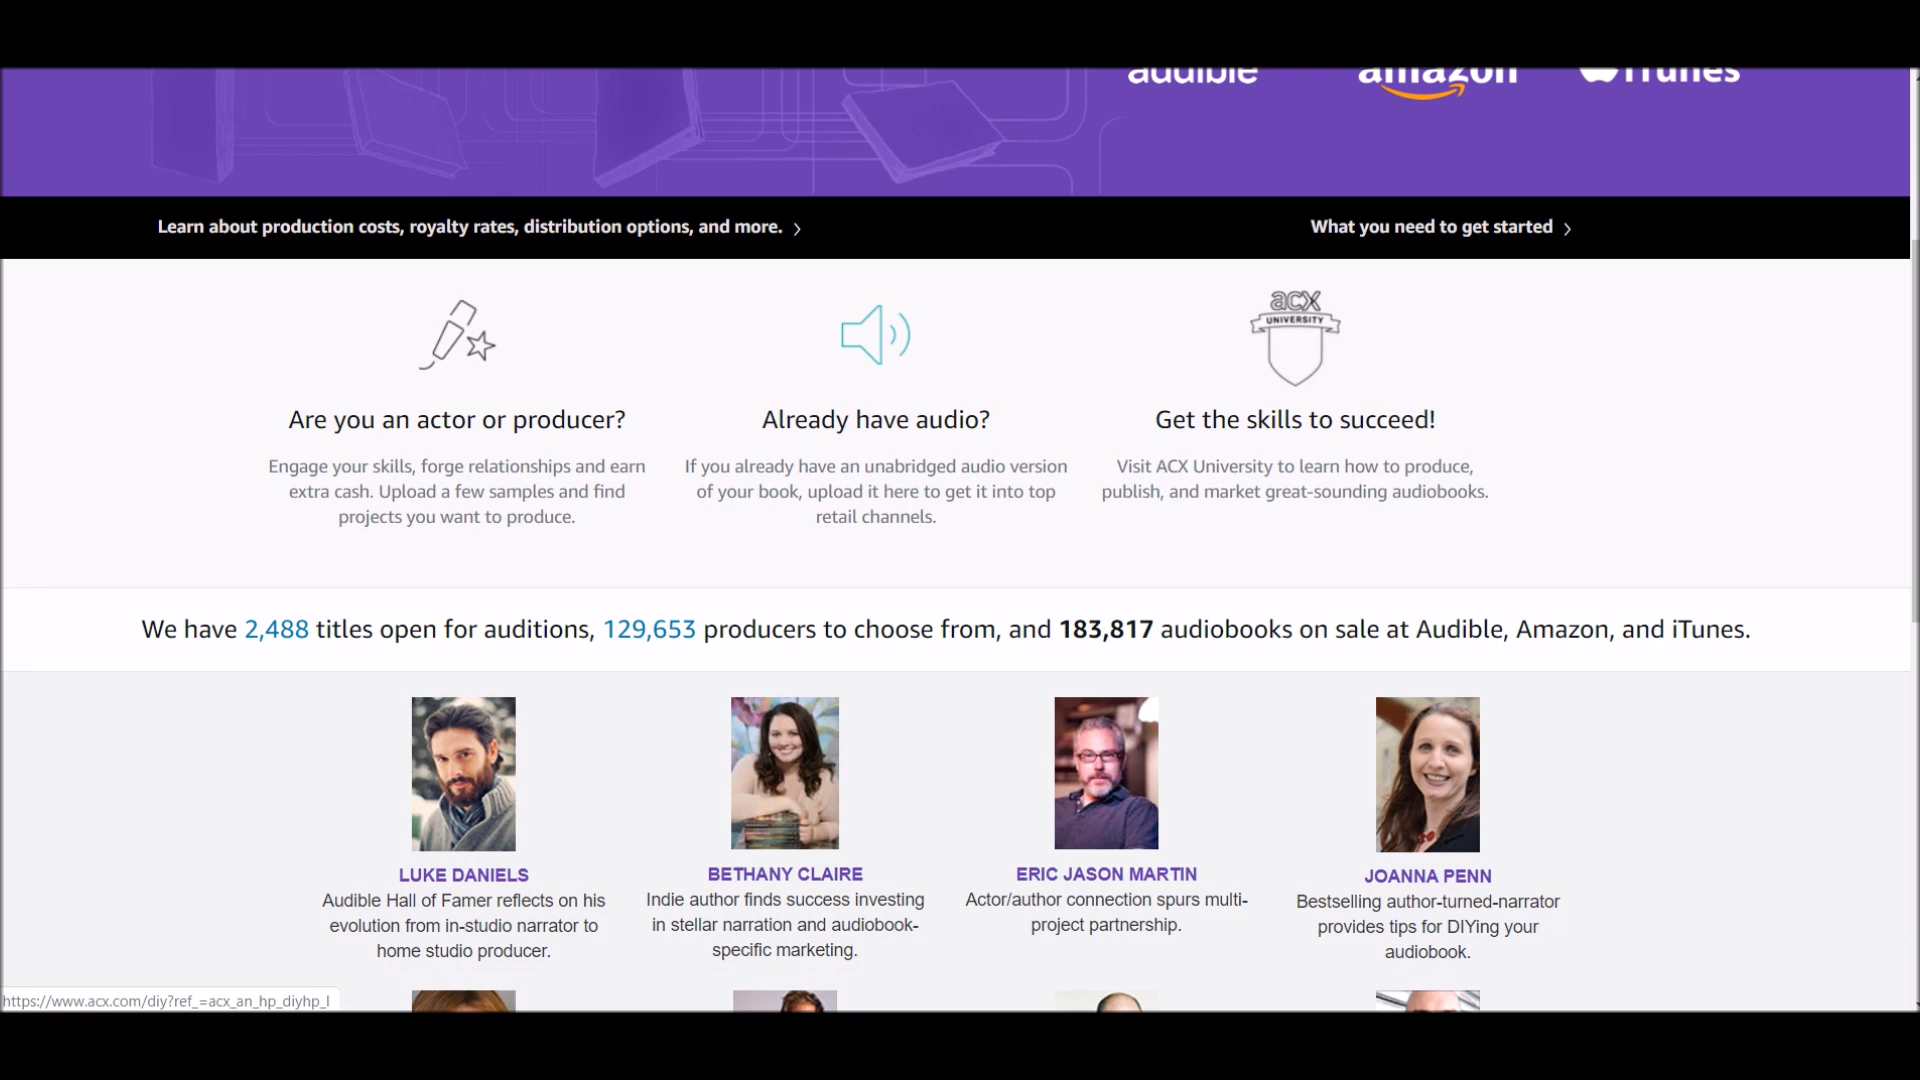 audible amazon iTunes
Learn about production costs, royalty rates, distribution options, and more. >
What you need to get started >
acx
UNIVERSITY
Are you an actor or producer?
Engage your skills, forge relationships and earn
extra cash. Upload a few samples and find
projects you want to produce.
Already have audio?
If you already have an unabridged audio version
of your book, upload it here to get it into top
retail channels.
Get the skills to succeed!
Visit ACX University to learn how to produce,
publish, and market great-sounding audiobooks.
We have 2,488 titles open for auditions, 129,653 producers to choose from, and 183,817 audiobooks on sale at Audible, Amazon, and iTunes.
LUKE DANIELS
Audible Hall of Famer reflects on his
evolution from in-studio narrator to
home studio producer.
BETHANY CLAIRE
Indie author finds success investing
in stellar narration and audiobook-
specific marketing.
ERIC JASON MARTIN
Actor/author connection spurs multi-
project partnership.
JOANNA PENN
Bestselling author-turned-narrator
provides tips for DIYing your
audiobook.
https://www.acx.com/diy?ref_=acx_an_hp_diyhp_l